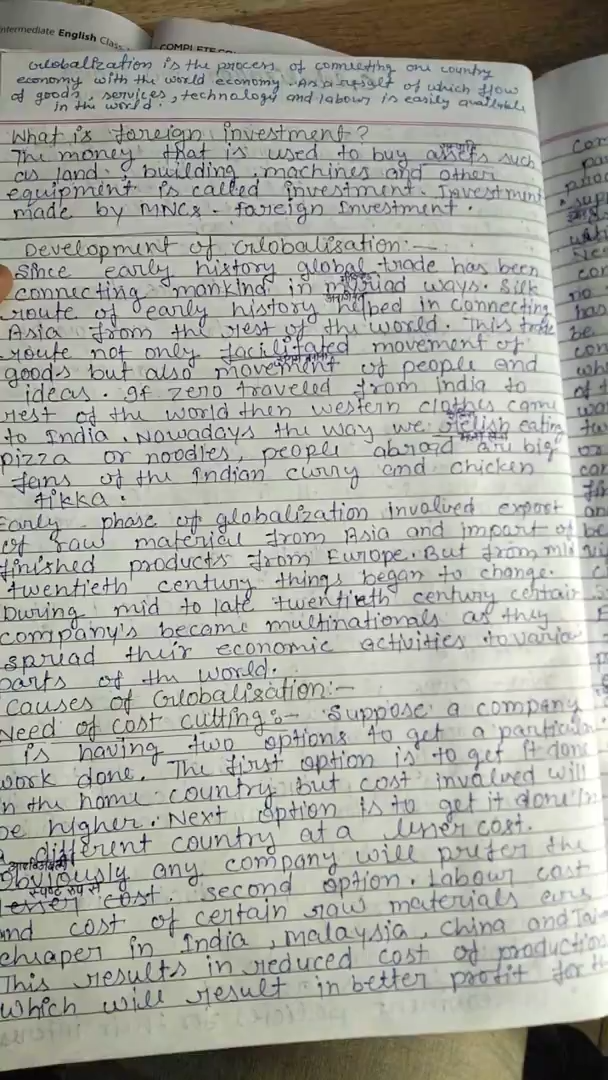 Intermediate English Class
COMPLETE
Globalization is the process of connecting one country
economy with the world economy. As a result of which flow
of goods, services, technology and labour is easily available
in the world.
What is foreign investment?
The money that is used to buy assets such
as land, building, machines and other
equipment is called investment. Investment
made by MNCs. foreign Investment.
Development of Globalisation:-
Since early history global trade has been
connecting mankind in myriad ways. Silk
route of early history helped in connecting
Asia from the rest of the world. This trade
route not only facilitated movement of
goods but also movement of people and
ideas. If zero traveled from india to
rest of the world then western clothes came
to India. Nowadays the way we relish eating
pizza or noodles, people abroad are big
fans of the Indian curry and chicken
tikka.
Early phase of globalization involved export
of raw material from Asia and import of
finished products from Europe. But from mid
twentieth century things began to change.
During mid to late twentieth century certain
company's became multinationals as they
spread their economic activities to
parts of the world.
Causes of Globalisation:-
Need of cost cutting:- Suppose a company
is having two options to get a
work done. The first option is to get it done
in the home country but cost involved will
be higher. Next option is to get it done in
a different country at a lesser cost.
Obviously any company will prefer the
स्पष्ट रूप से
lesser cost. second option. Labour cost
and cost of certain raw materials
cheaper in India, malaysia, china and
This results in reduced cost of production
which will result in better profit for